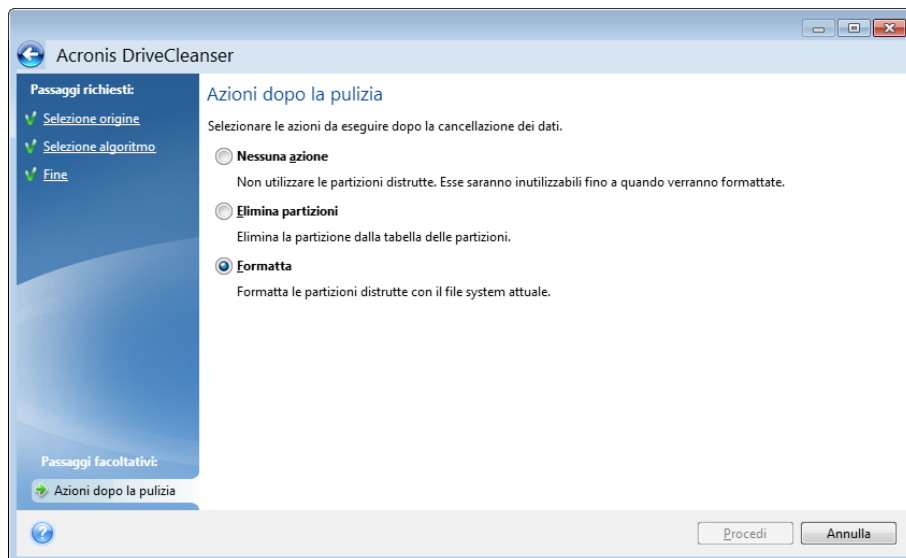 Acronis DriveCleanser
Passaggi richiesti:
Selezione origine
Selezione algoritmo
Fine
Azioni dopo la pulizia
Selezionare le azioni da eseguire dopo la cancellazione dei dati.
Nessuna azione
Non utilizzare le partizioni distrutte. Esse saranno inutilizzabili fino a quando verranno formattate.
Elimina partizioni
Elimina la partizione dalla tabella delle partizioni.
Formatta
Formatta le partizioni distrutte con il file system attuale.
Passaggi facoltativi:
Azioni dopo la pulizia
?
Procedi
Annulla